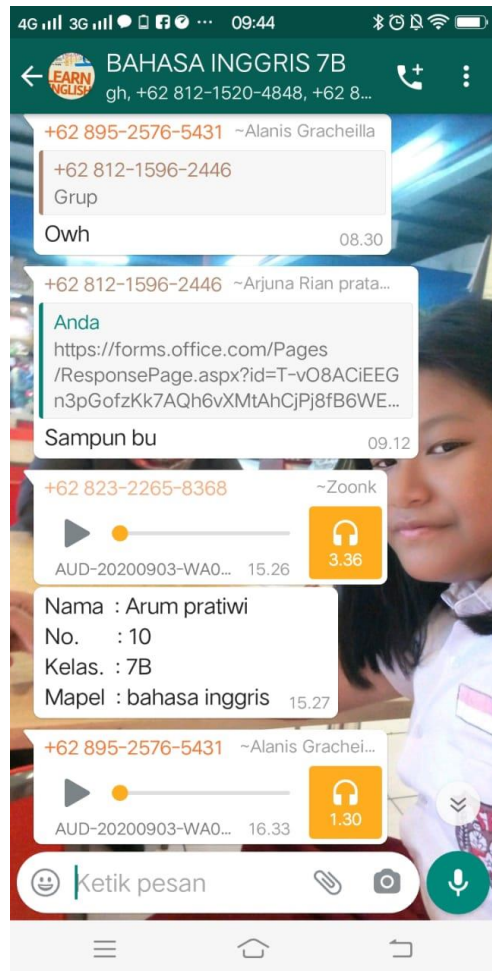 4G 3G ... 09:44
BAHASA INGGRIS 7B
gh, +62 812-1520-4848, +62 8...
LEARN
ENGLISH
+62 895-2576-5431 ~Alanis Gracheilla
+62 812-1596-2446
Grup
Owh 08.30
+62 812-1596-2446 ~Arjuna Rian prata...
Anda
https://forms.office.com/Pages
/ResponsePage.aspx?id=T-vO8ACiEEG
n3pGofzKk7AQh6vXMtAhCjPj8fB6WE...
Sampun bu 09.12
+62 823-2265-8368 ~Zoonk
3.36
AUD-20200903-WA0... 15.26
Nama : Arum pratiwi
No. : 10
Kelas. : 7B
Mapel : bahasa inggris 15.27
+62 895-2576-5431 ~Alanis Grachei...
1.30
AUD-20200903-WA0... 16.33
Ketik pesan